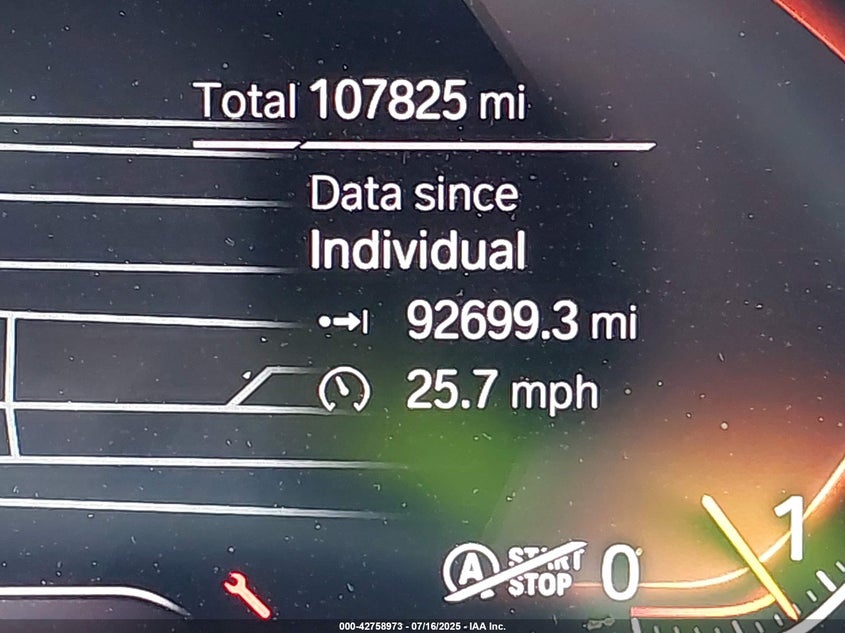 Total 107825 mi
Data since
Individual
92699.3 mi
25.7 mph
1
A START
STOP
0
000-42758973 - 07/16/2025 - IAA Inc.